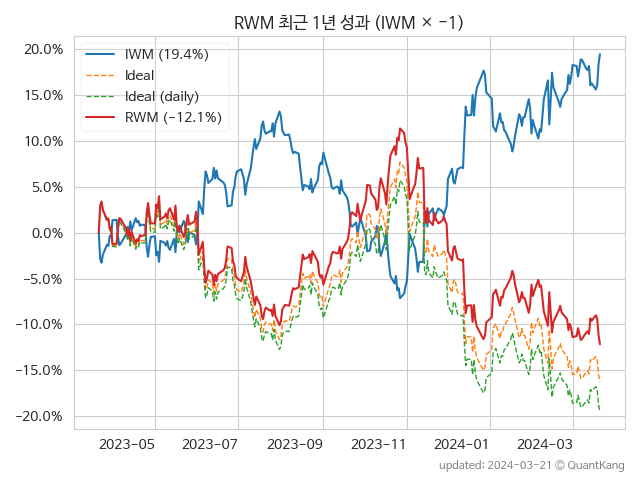 RWM 최근 1년 성과 (IWM × −1)
20.0%
15.0%
10.0%
5.0%
0.0%
−5.0%
−10.0%
−15.0%
−20.0%
IWM (19.4%)
Ideal
Ideal (daily)
RWM (−12.1%)
2023-05
2023-07
2023-09
2023-11
2024-01
2024-03
updated: 2024-03-21 © QuantKang